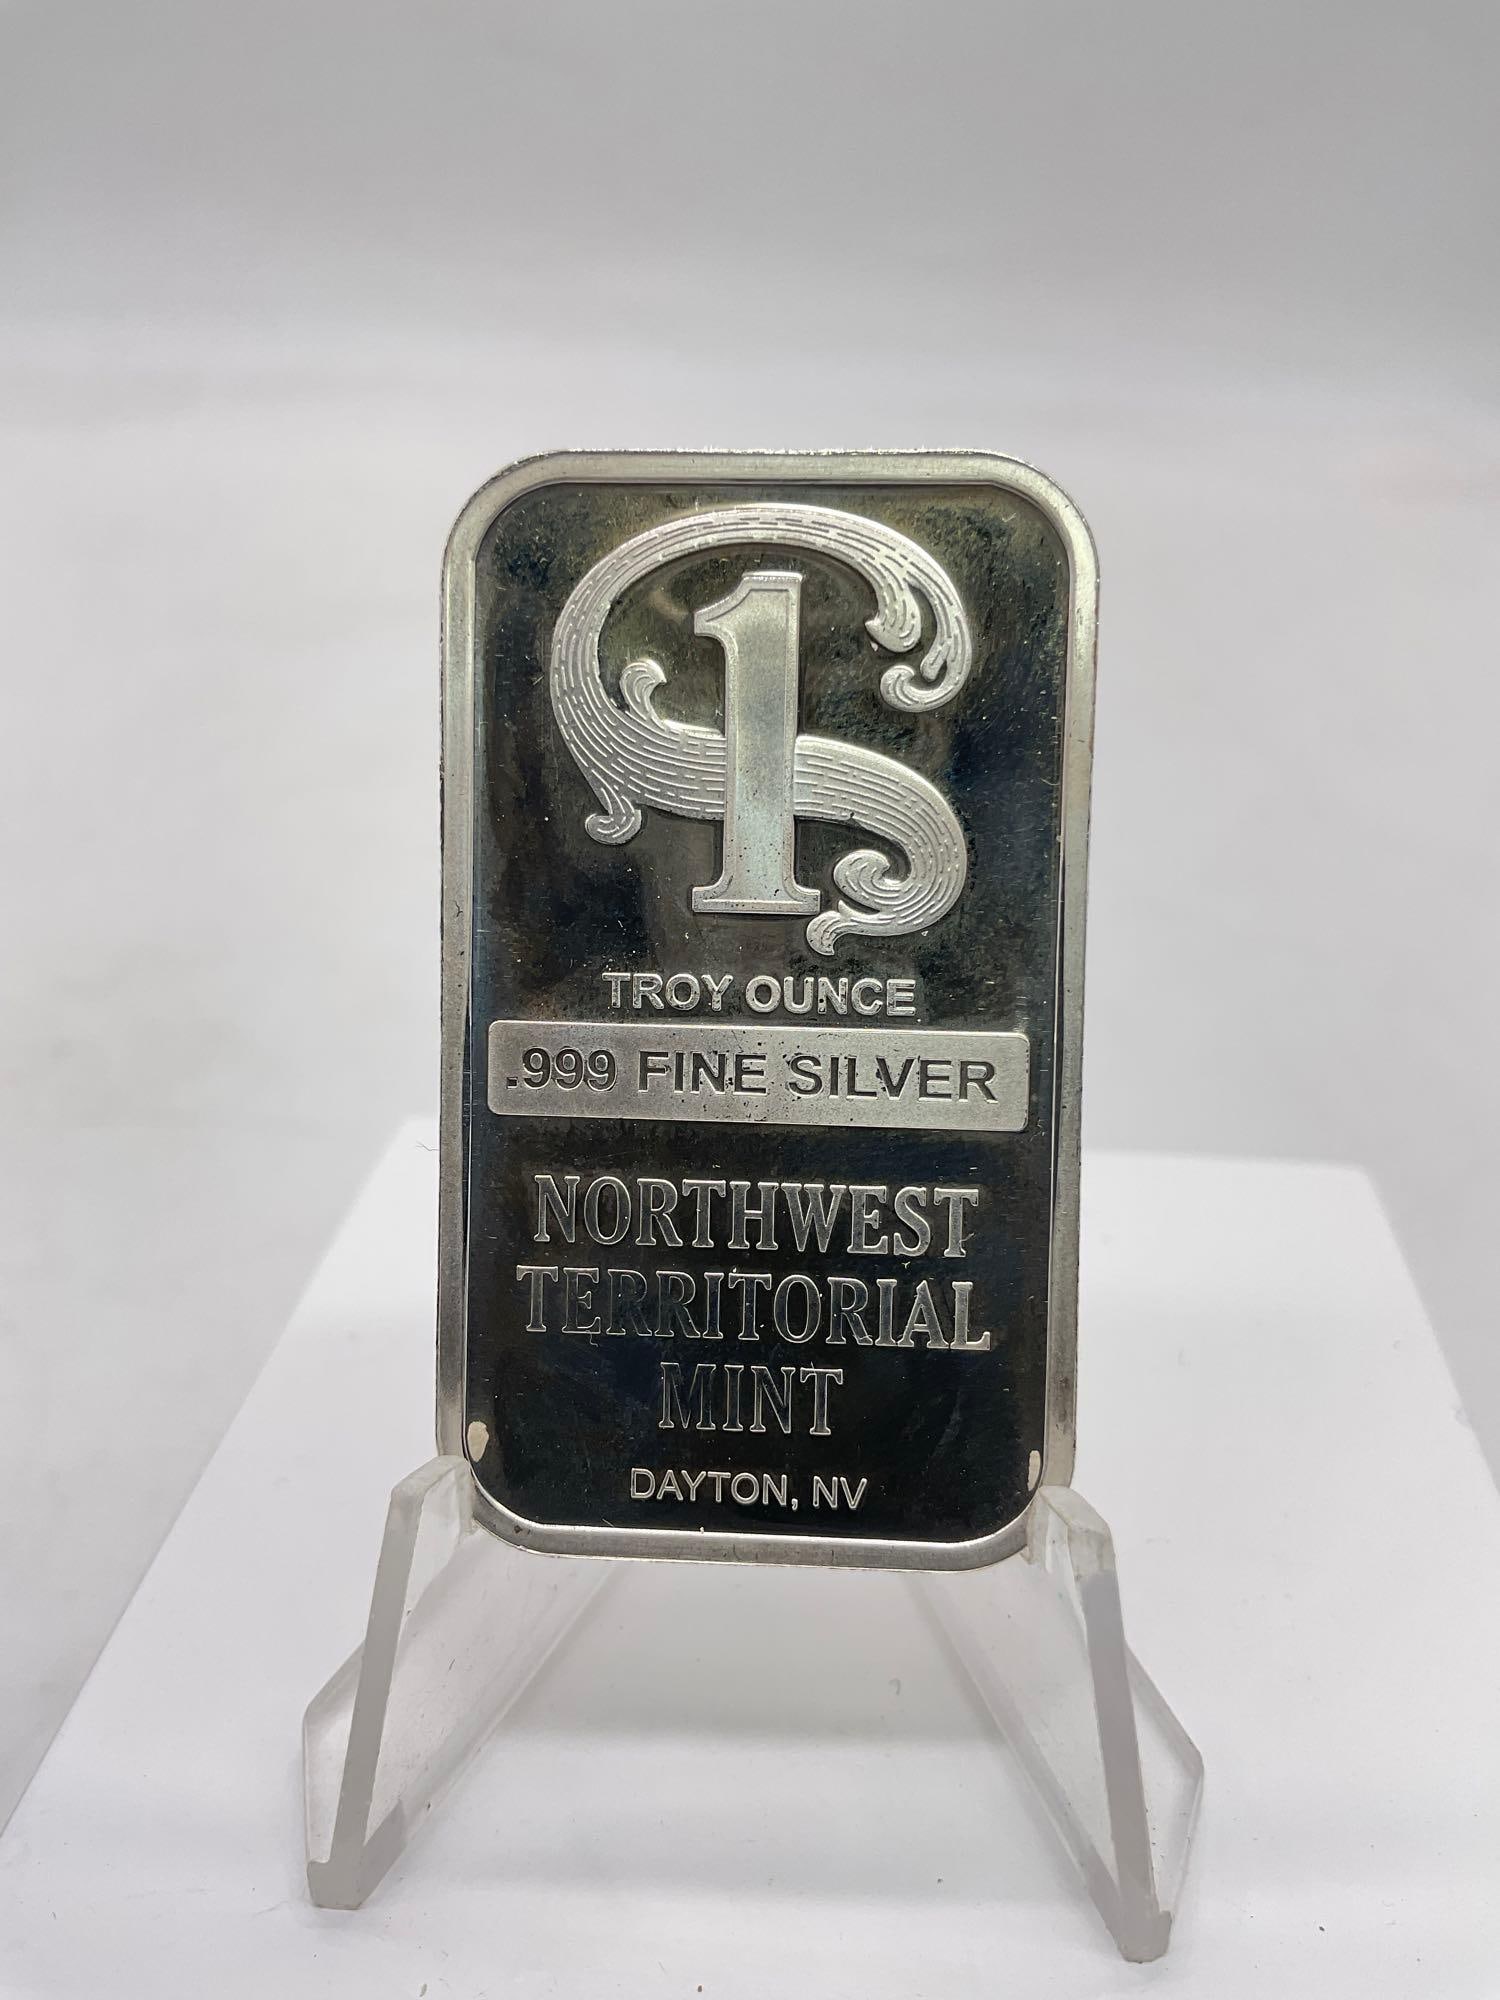 1
TROY OUNCE
.999 FINE SILVER
NORTHWEST
TERRITORIAL
MINT
DAYTON, NV